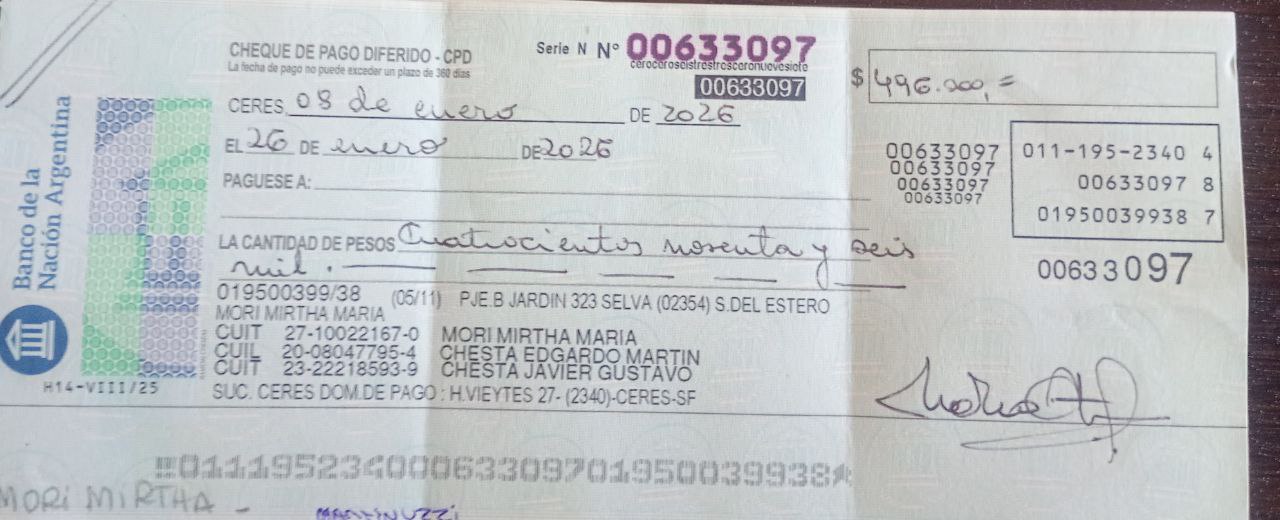 CHEQUE DE PAGO DIFERIDO - CPD
La fecha de pago no puede exceder un plazo de 360 días
Serie N Nº 00633097
ceroceroseistrestresceronuevesiete
00633097
$ 496.000,=
CERES, 08 de enero DE 2026
EL 26 DE enero DE 2026
PAGUESE A:
LA CANTIDAD DE PESOS Cuatrocientos noventa y seis
mil.
00633097
00633097
00633097
00633097
011-195-2340 4
00633097 8
01950039938 7
00633097
Banco de la
Nación Argentina
H14-VIII/25
019500399/38 (05/11) PJE.B JARDIN 323 SELVA (02354) S.DEL ESTERO
MORI MIRTHA MARIA
CUIT 27-10022167-0 MORI MIRTHA MARIA
CUIL 20-08047795-4 CHESTA EDGARDO MARTIN
CUIT 23-22218593-9 CHESTA JAVIER GUSTAVO
SUC. CERES DOM.DE PAGO : H.VIEYTES 27- (2340)-CERES-SF
01119523400063309701950039938
MORI MIRTHA -